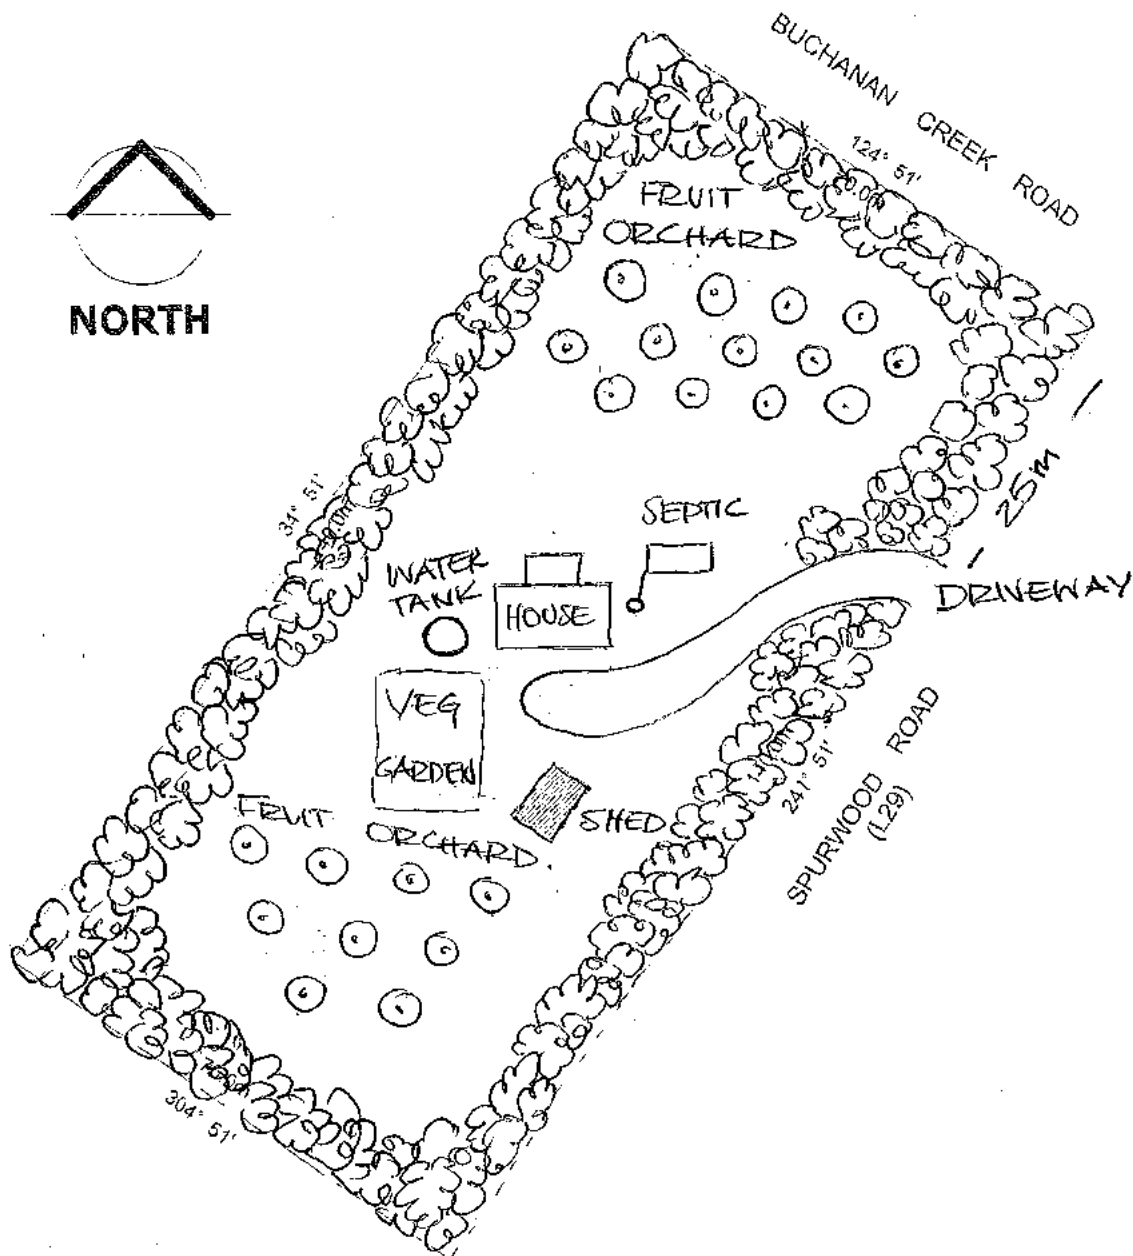 BUCHANAN CREEK ROAD
124° 51'
NORTH
FRUIT
ORCHARD
34° 51'
25m
SEPTIC
WATER
TANK
HOUSE
DRIVEWAY
VEG
GARDEN
FRUIT
ORCHARD
SHED
241° 51'
SPURWOOD ROAD
(L29)
304° 51'